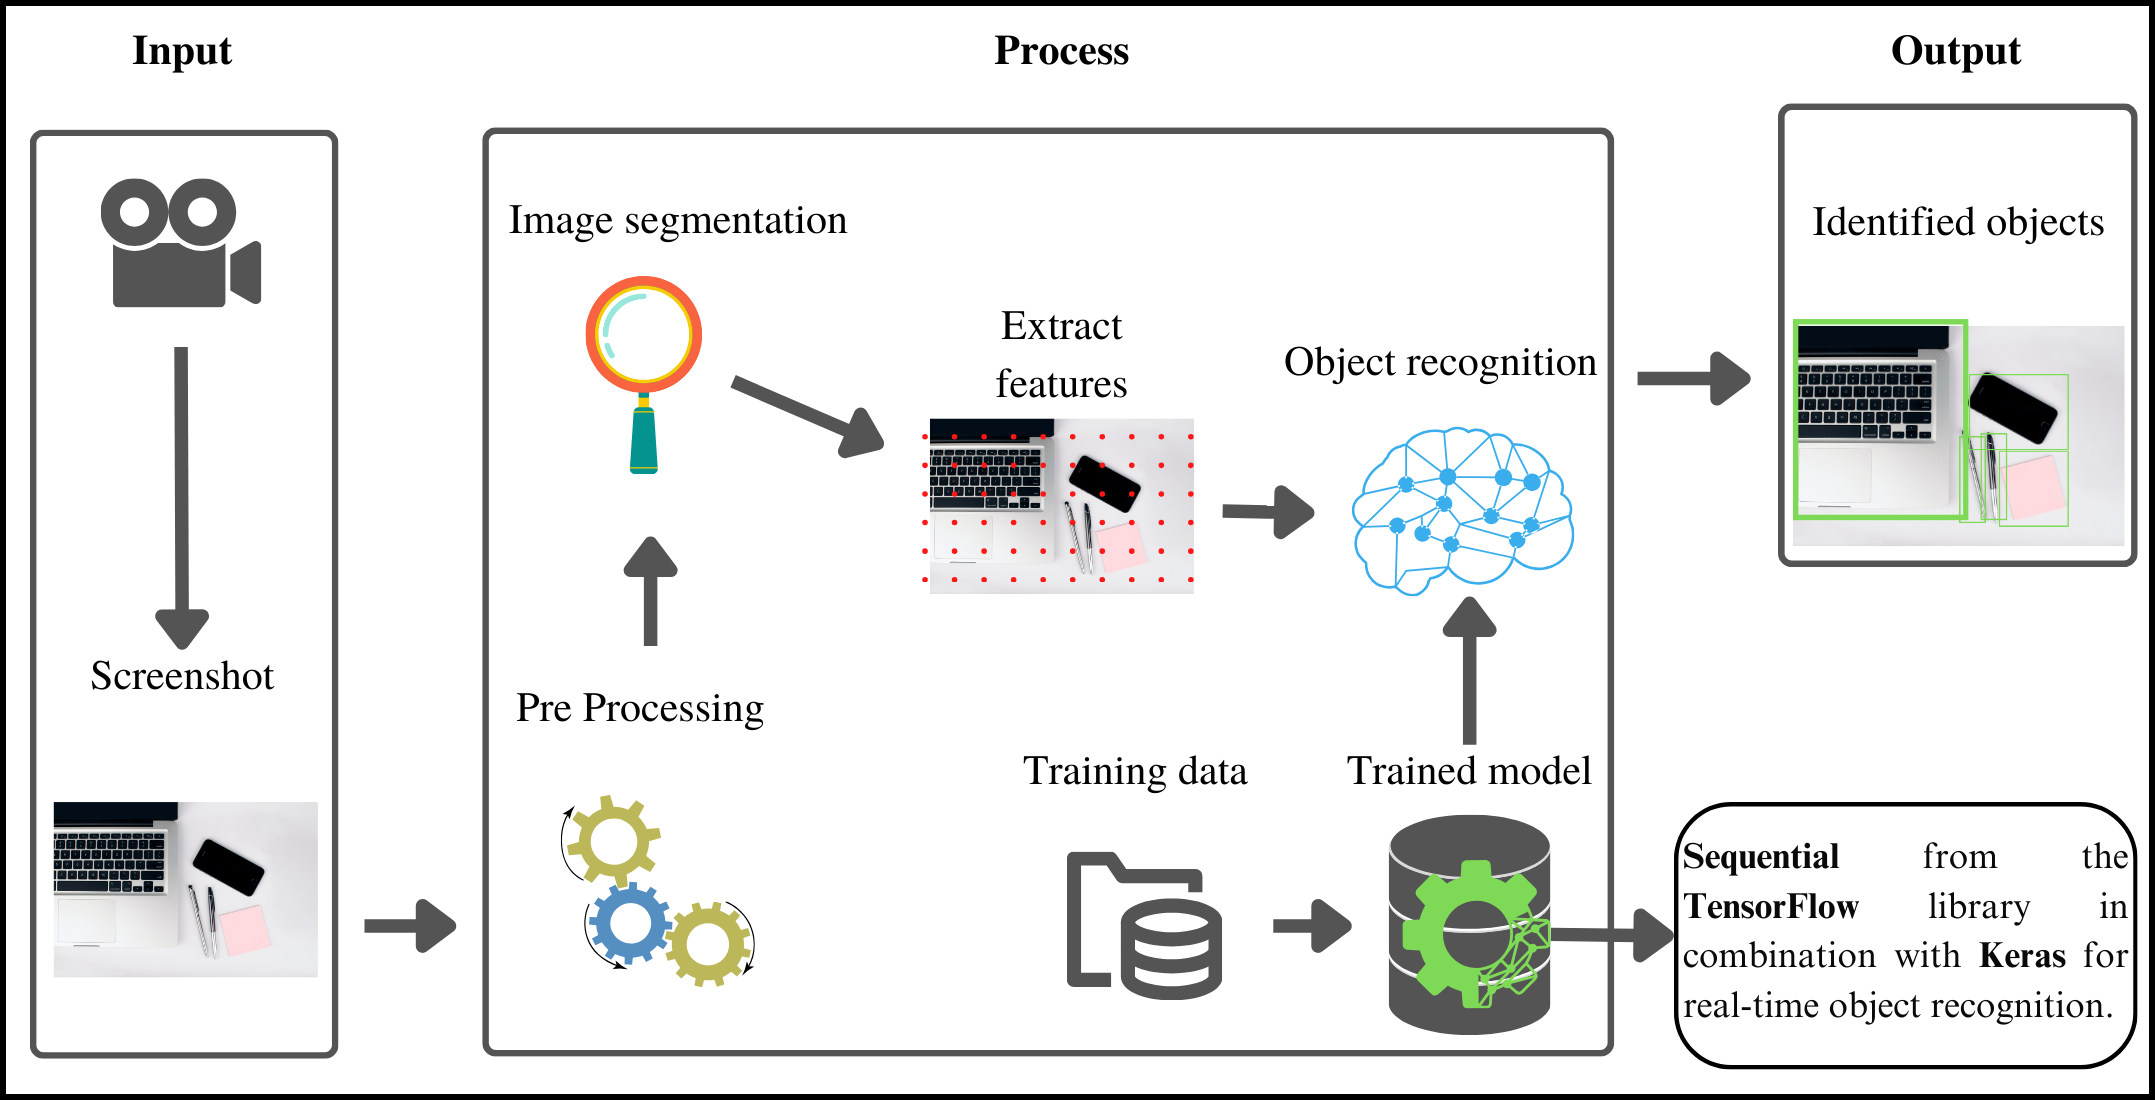 Input
Process
Output
Screenshot
Image segmentation
Pre Processing
Extract
features
Object recognition
Training data
Trained model
Identified objects
Sequential from the
TensorFlow library in
combination with Keras for
real-time object recognition.